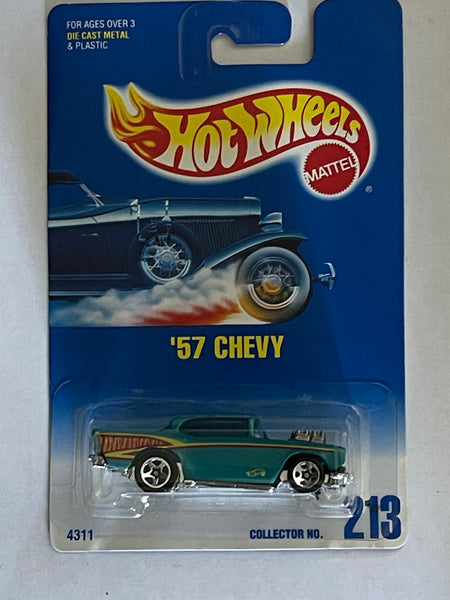 FOR AGES OVER 3
DIE CAST METAL
& PLASTIC
HOT WHEELS
MATTEL
®
'57 CHEVY
4311
COLLECTOR NO. 213